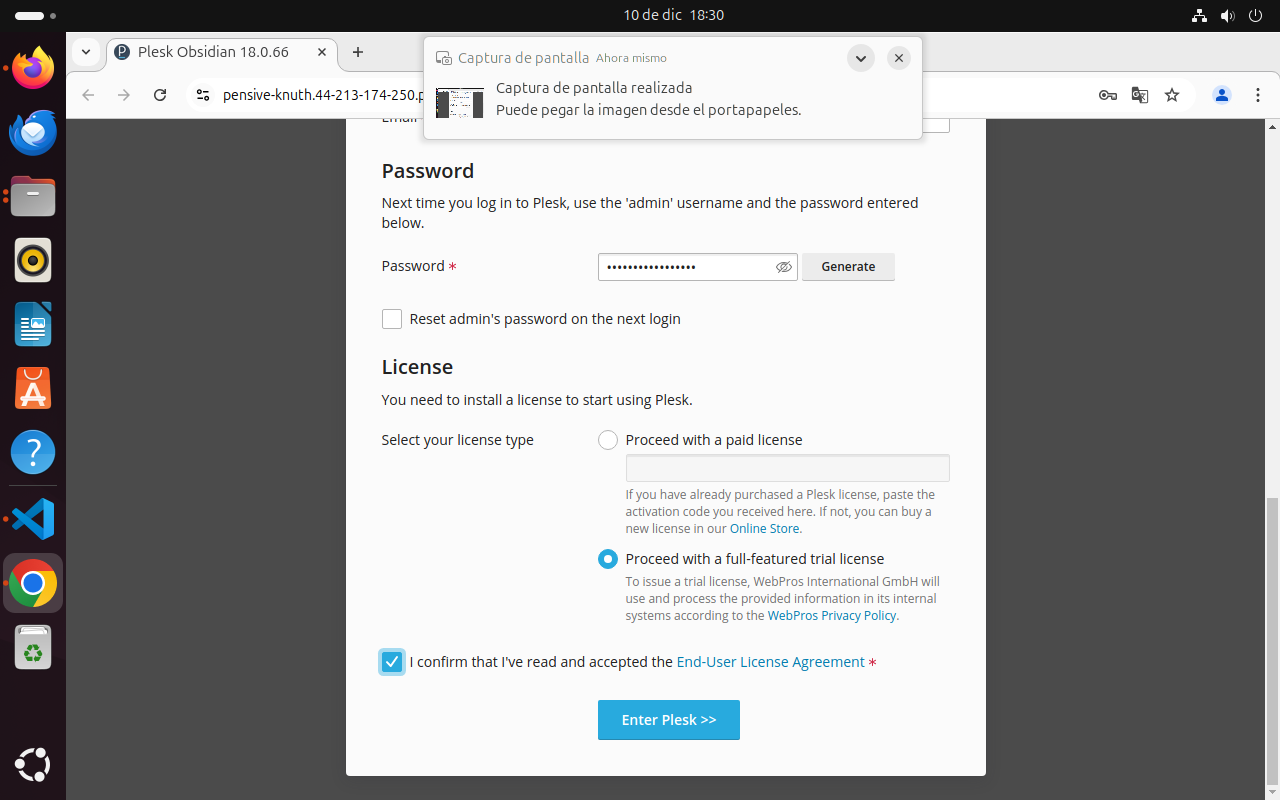 10 de dic 18:30
Plesk Obsidian 18.0.66
pensive-knuth.44-213-174-250.p
Captura de pantalla Ahora mismo
Captura de pantalla realizada
Puede pegar la imagen desde el portapapeles.
Email
Password
Next time you log in to Plesk, use the 'admin' username and the password entered
below.
Password *
Generate
Reset admin's password on the next login
License
You need to install a license to start using Plesk.
Select your license type
Proceed with a paid license
If you have already purchased a Plesk license, paste the
activation code you received here. If not, you can buy a
new license in our Online Store.
Proceed with a full-featured trial license
To issue a trial license, WebPros International GmbH will
use and process the provided information in its internal
systems according to the WebPros Privacy Policy.
I confirm that I've read and accepted the End-User License Agreement *
Enter Plesk >>